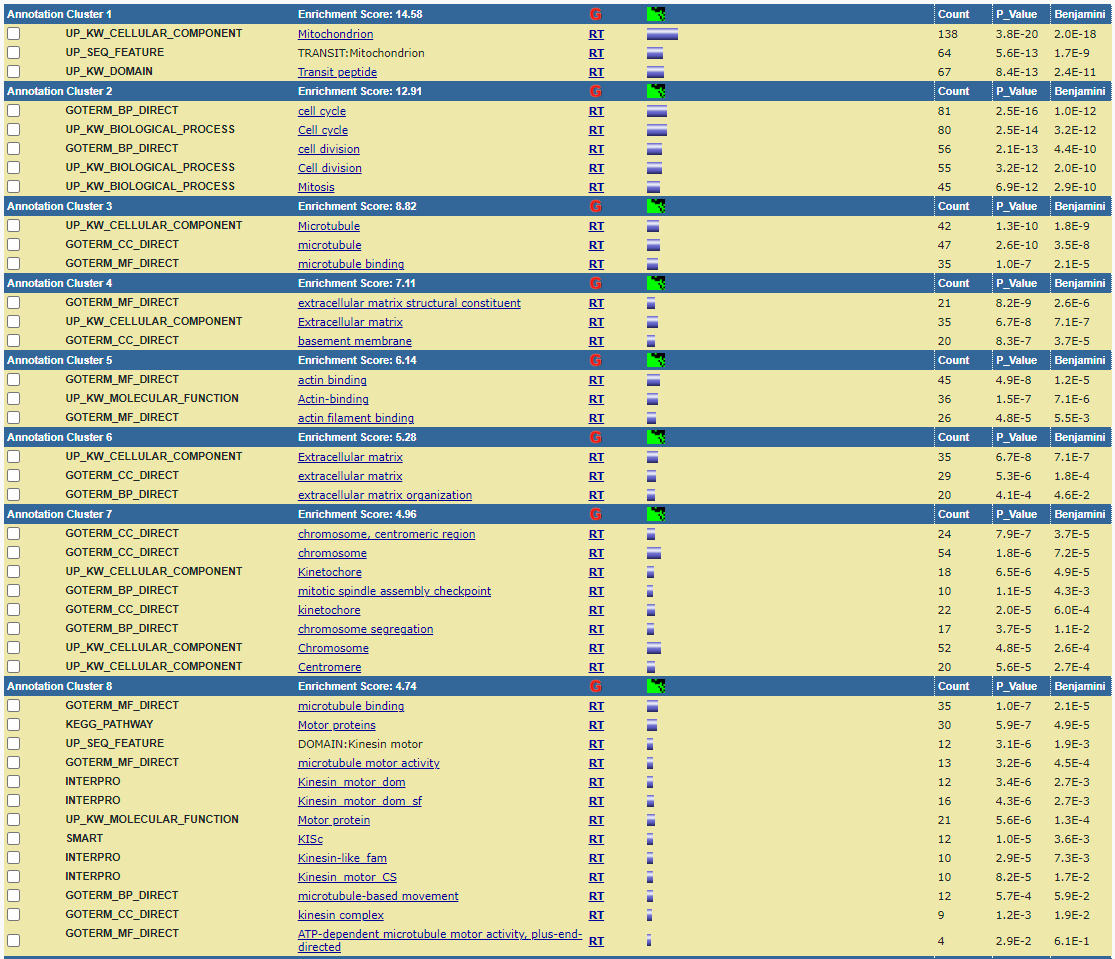 Annotation Cluster 1 Enrichment Score: 14.58 G Count P_Value Benjamini
UP_KW_CELLULAR_COMPONENT Mitochondrion RT 138 3.8E-20 2.0E-18
UP_SEQ_FEATURE TRANSIT:Mitochondrion RT 64 5.6E-13 1.7E-9
UP_KW_DOMAIN Transit peptide RT 67 8.4E-13 2.4E-11
Annotation Cluster 2 Enrichment Score: 12.91 G Count P_Value Benjamini
GOTERM_BP_DIRECT cell cycle RT 81 2.5E-16 1.0E-12
UP_KW_BIOLOGICAL_PROCESS Cell cycle RT 80 2.5E-14 3.2E-12
GOTERM_BP_DIRECT cell division RT 56 2.1E-13 4.4E-10
UP_KW_BIOLOGICAL_PROCESS Cell division RT 55 3.2E-12 2.0E-10
UP_KW_BIOLOGICAL_PROCESS Mitosis RT 45 6.9E-12 2.9E-10
Annotation Cluster 3 Enrichment Score: 8.82 G Count P_Value Benjamini
UP_KW_CELLULAR_COMPONENT Microtubule RT 42 1.3E-10 1.8E-9
GOTERM_CC_DIRECT microtubule RT 47 2.6E-10 3.5E-8
GOTERM_MF_DIRECT microtubule binding RT 35 1.0E-7 2.1E-5
Annotation Cluster 4 Enrichment Score: 7.11 G Count P_Value Benjamini
GOTERM_MF_DIRECT extracellular matrix structural constituent RT 21 8.2E-9 2.6E-6
UP_KW_CELLULAR_COMPONENT Extracellular matrix RT 35 6.7E-8 7.1E-7
GOTERM_CC_DIRECT basement membrane RT 20 8.3E-7 3.7E-5
Annotation Cluster 5 Enrichment Score: 6.14 G Count P_Value Benjamini
GOTERM_MF_DIRECT actin binding RT 45 4.9E-8 1.2E-5
UP_KW_MOLECULAR_FUNCTION Actin-binding RT 36 1.5E-7 7.1E-6
GOTERM_MF_DIRECT actin filament binding RT 26 4.8E-5 5.5E-3
Annotation Cluster 6 Enrichment Score: 5.28 G Count P_Value Benjamini
UP_KW_CELLULAR_COMPONENT Extracellular matrix RT 35 6.7E-8 7.1E-7
GOTERM_CC_DIRECT extracellular matrix RT 29 5.3E-6 1.8E-4
GOTERM_BP_DIRECT extracellular matrix organization RT 20 4.1E-4 4.6E-2
Annotation Cluster 7 Enrichment Score: 4.96 G Count P_Value Benjamini
GOTERM_CC_DIRECT chromosome, centromeric region RT 24 7.9E-7 3.7E-5
GOTERM_CC_DIRECT chromosome RT 54 1.8E-6 7.2E-5
UP_KW_CELLULAR_COMPONENT Kinetochore RT 18 6.5E-6 4.9E-5
GOTERM_BP_DIRECT mitotic spindle assembly checkpoint RT 10 1.1E-5 4.3E-3
GOTERM_CC_DIRECT kinetochore RT 22 2.0E-5 6.0E-4
GOTERM_BP_DIRECT chromosome segregation RT 17 3.7E-5 1.1E-2
UP_KW_CELLULAR_COMPONENT Chromosome RT 52 4.8E-5 2.6E-4
UP_KW_CELLULAR_COMPONENT Centromere RT 20 5.6E-5 2.7E-4
Annotation Cluster 8 Enrichment Score: 4.74 G Count P_Value Benjamini
GOTERM_MF_DIRECT microtubule binding RT 35 1.0E-7 2.1E-5
KEGG_PATHWAY Motor proteins RT 30 5.9E-7 4.9E-5
UP_SEQ_FEATURE DOMAIN:Kinesin motor RT 12 3.1E-6 1.9E-3
GOTERM_MF_DIRECT microtubule motor activity RT 13 3.2E-6 4.5E-4
INTERPRO Kinesin_motor_dom RT 12 3.4E-6 2.7E-3
INTERPRO Kinesin_motor_dom_sf RT 16 4.3E-6 2.7E-3
UP_KW_MOLECULAR_FUNCTION Motor protein RT 21 5.6E-6 1.3E-4
SMART KISc RT 12 1.0E-5 3.6E-3
INTERPRO Kinesin-like_fam RT 10 2.9E-5 7.3E-3
INTERPRO Kinesin_motor_CS RT 10 8.2E-5 1.7E-2
GOTERM_BP_DIRECT microtubule-based movement RT 12 5.7E-4 5.9E-2
GOTERM_CC_DIRECT kinesin complex RT 9 1.2E-3 1.9E-2
GOTERM_MF_DIRECT ATP-dependent microtubule motor activity, plus-end-
directed RT 4 2.9E-2 6.1E-1